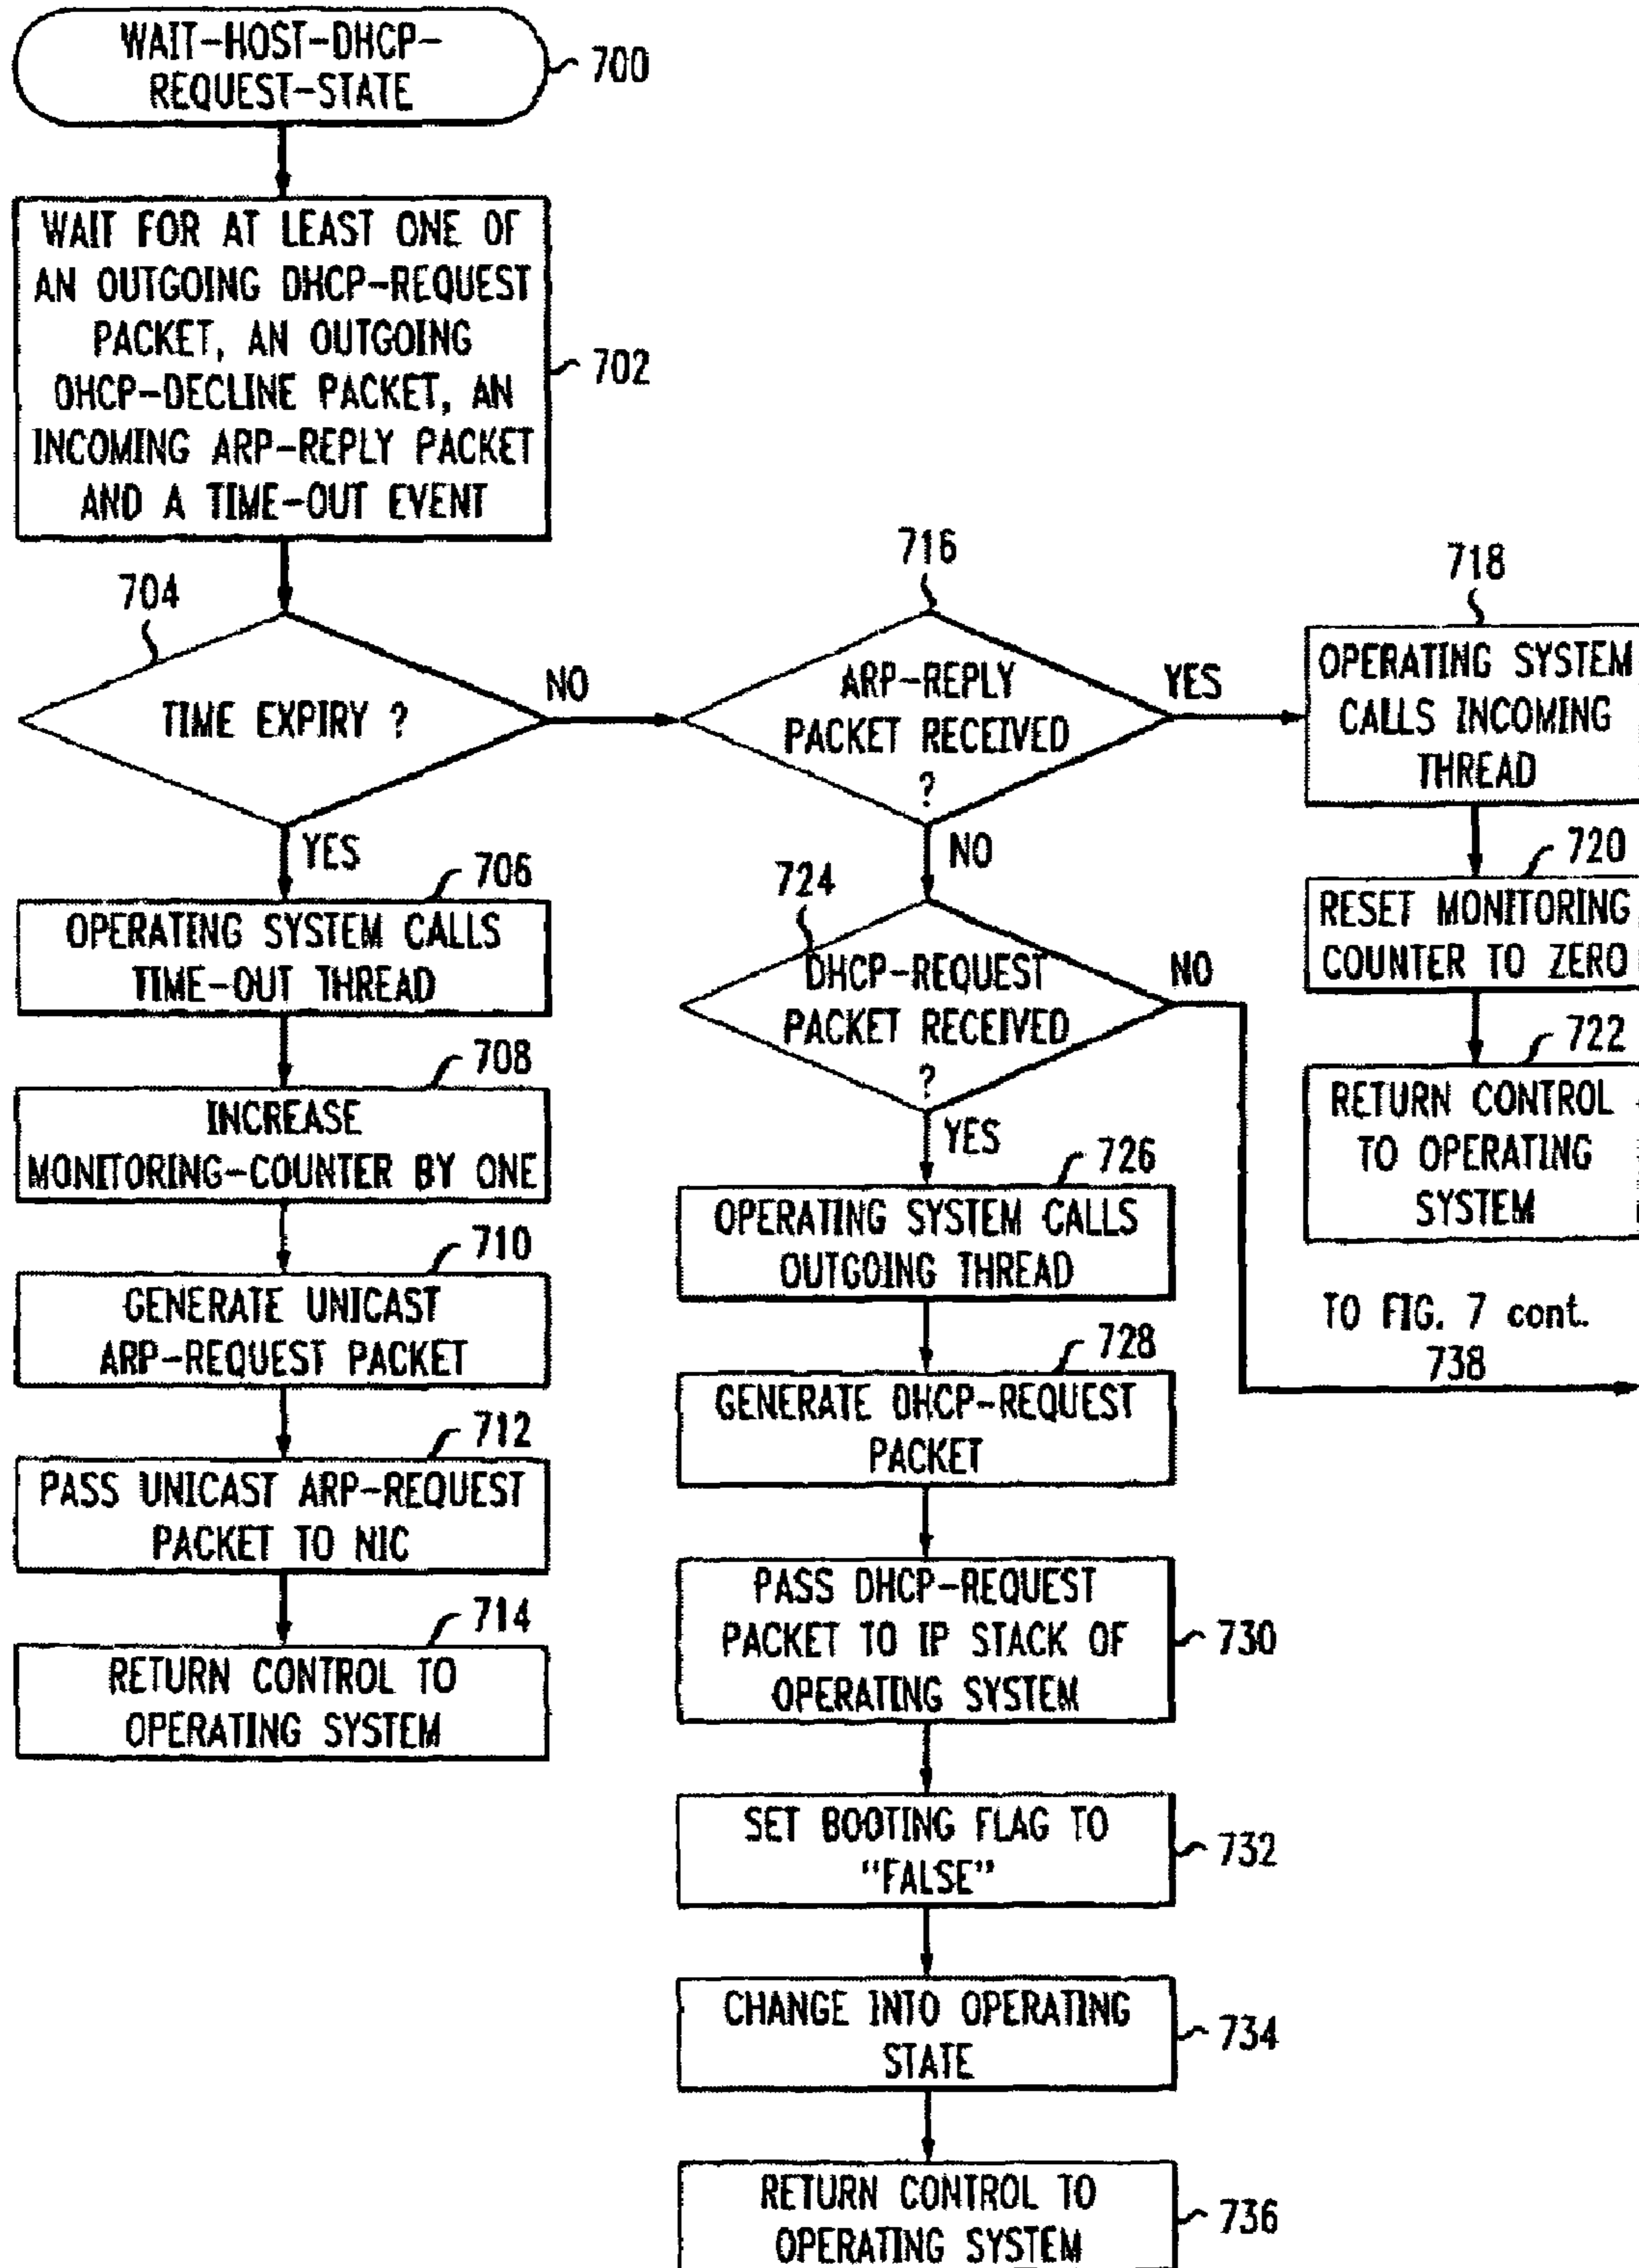 WAIT-HOST-DHCP-
REQUEST-STATE
700
WAIT FOR AT LEAST ONE OF
AN OUTGOING DHCP-REQUEST
PACKET, AN OUTGOING
DHCP-DECLINE PACKET, AN
INCOMING ARP-REPLY PACKET
AND A TIME-OUT EVENT
702
704
TIME EXPIRY ?
NO
YES
706
OPERATING SYSTEM CALLS
TIME-OUT THREAD
708
INCREASE
MONITORING-COUNTER BY ONE
710
GENERATE UNICAST
ARP-REQUEST PACKET
712
PASS UNICAST ARP-REQUEST
PACKET TO NIC
714
RETURN CONTROL TO
OPERATING SYSTEM
716
ARP-REPLY
PACKET RECEIVED
?
YES
NO
718
OPERATING SYSTEM
CALLS INCOMING
THREAD
720
RESET MONITORING
COUNTER TO ZERO
722
RETURN CONTROL
TO OPERATING
SYSTEM
724
DHCP-REQUEST
PACKET RECEIVED
?
NO
TO FIG. 7 cont.
738
YES
726
OPERATING SYSTEM CALLS
OUTGOING THREAD
728
GENERATE DHCP-REQUEST
PACKET
PASS DHCP-REQUEST
PACKET TO IP STACK OF
OPERATING SYSTEM
730
SET BOOTING FLAG TO
"FALSE"
732
CHANGE INTO OPERATING
STATE
734
RETURN CONTROL TO
OPERATING SYSTEM
736